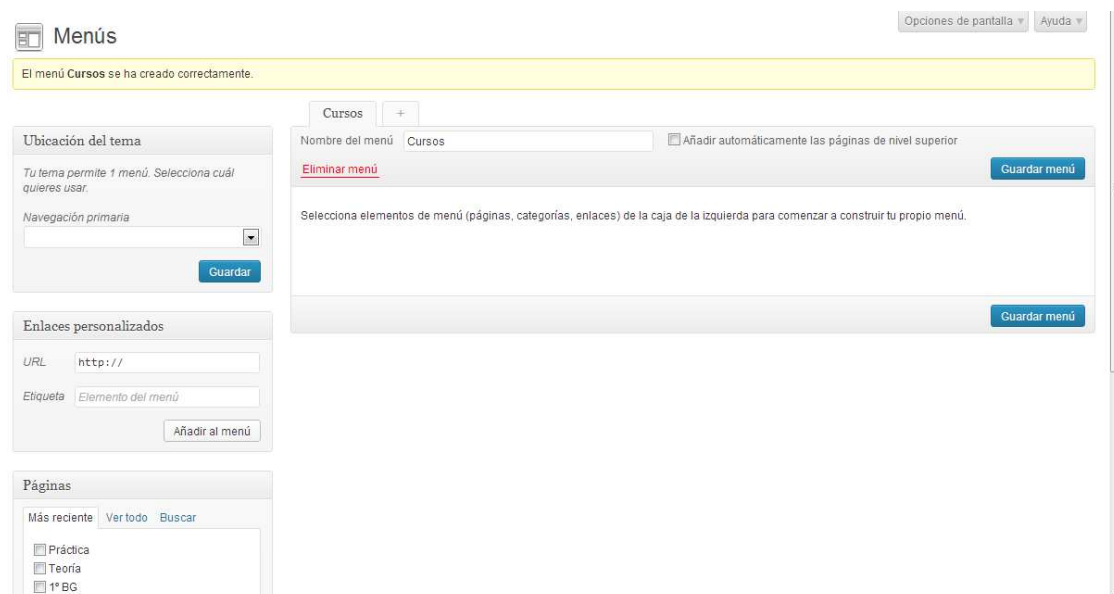 Opciones de pantalla
Ayuda
Menús
El menú Cursos se ha creado correctamente.
Cursos
+
Ubicación del tema
Tu tema permite 1 menú. Selecciona cuál
quieres usar.
Navegación primaria
Guardar
Nombre del menú Cursos
Añadir automáticamente las páginas de nivel superior
Eliminar menú
Guardar menú
Selecciona elementos de menú (páginas, categorías, enlaces) de la caja de la izquierda para comenzar a construir tu propio menú.
Guardar menú
Enlaces personalizados
URL http://
Etiqueta Elemento del menú
Añadir al menú
Páginas
Más reciente Ver todo Buscar
Práctica
Teoría
1º BG